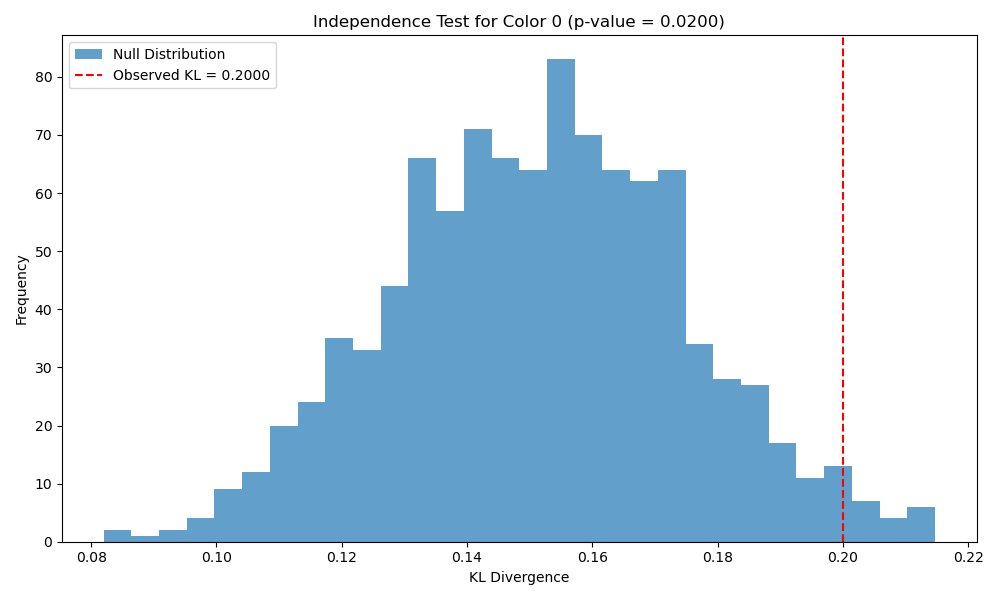 Independence Test for Color 0 (p-value = 0.0200)
Null Distribution
Observed KL = 0.2000
Frequency
80
70
60
50
40
30
20
10
0
0.08 0.10 0.12 0.14 0.16 0.18 0.20 0.22
KL Divergence